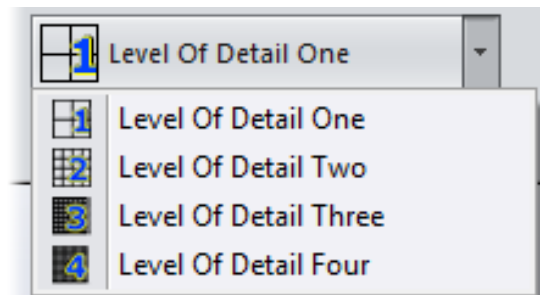 1 Level Of Detail One
1 Level Of Detail One
2 Level Of Detail Two
3 Level Of Detail Three
4 Level Of Detail Four